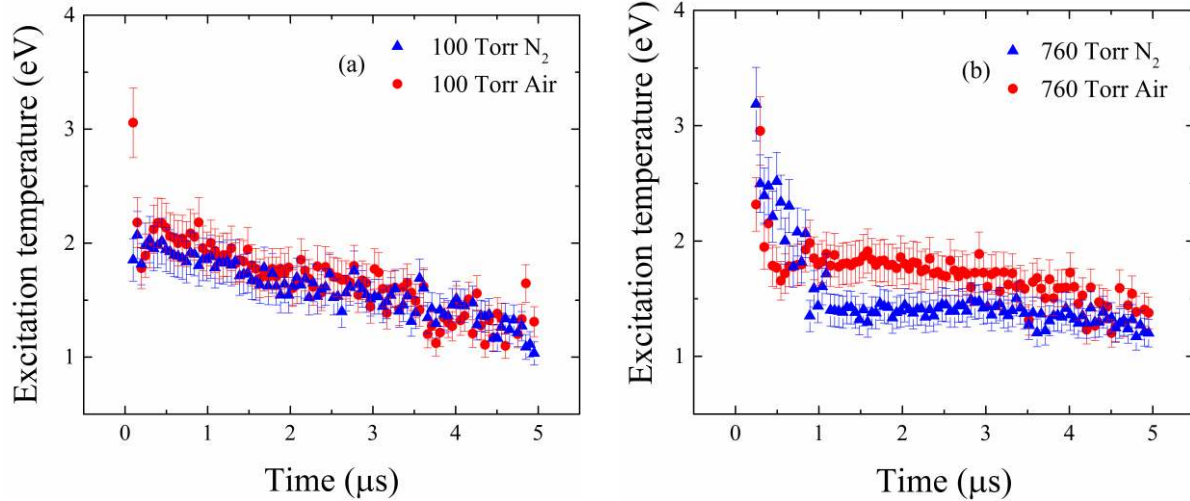 4
3
2
1
Excitation temperature (eV)
(a)
100 Torr N₂
100 Torr Air
0 1 2 3 4 5
Time (μs)
4
3
2
1
Excitation temperature (eV)
(b)
760 Torr N₂
760 Torr Air
0 1 2 3 4 5
Time (μs)